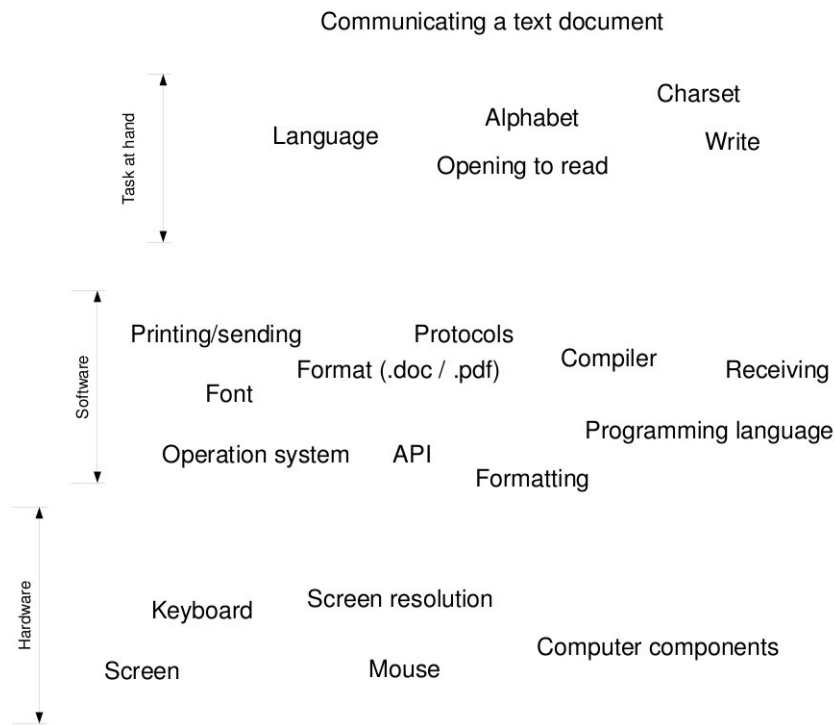 Communicating a text document
Task at hand
Charset
Alphabet
Language
Write
Opening to read
Software
Printing/sending
Protocols
Compiler
Format (.doc / .pdf)
Receiving
Font
Programming language
Operation system
API
Formatting
Hardware
Keyboard
Screen resolution
Computer components
Screen
Mouse